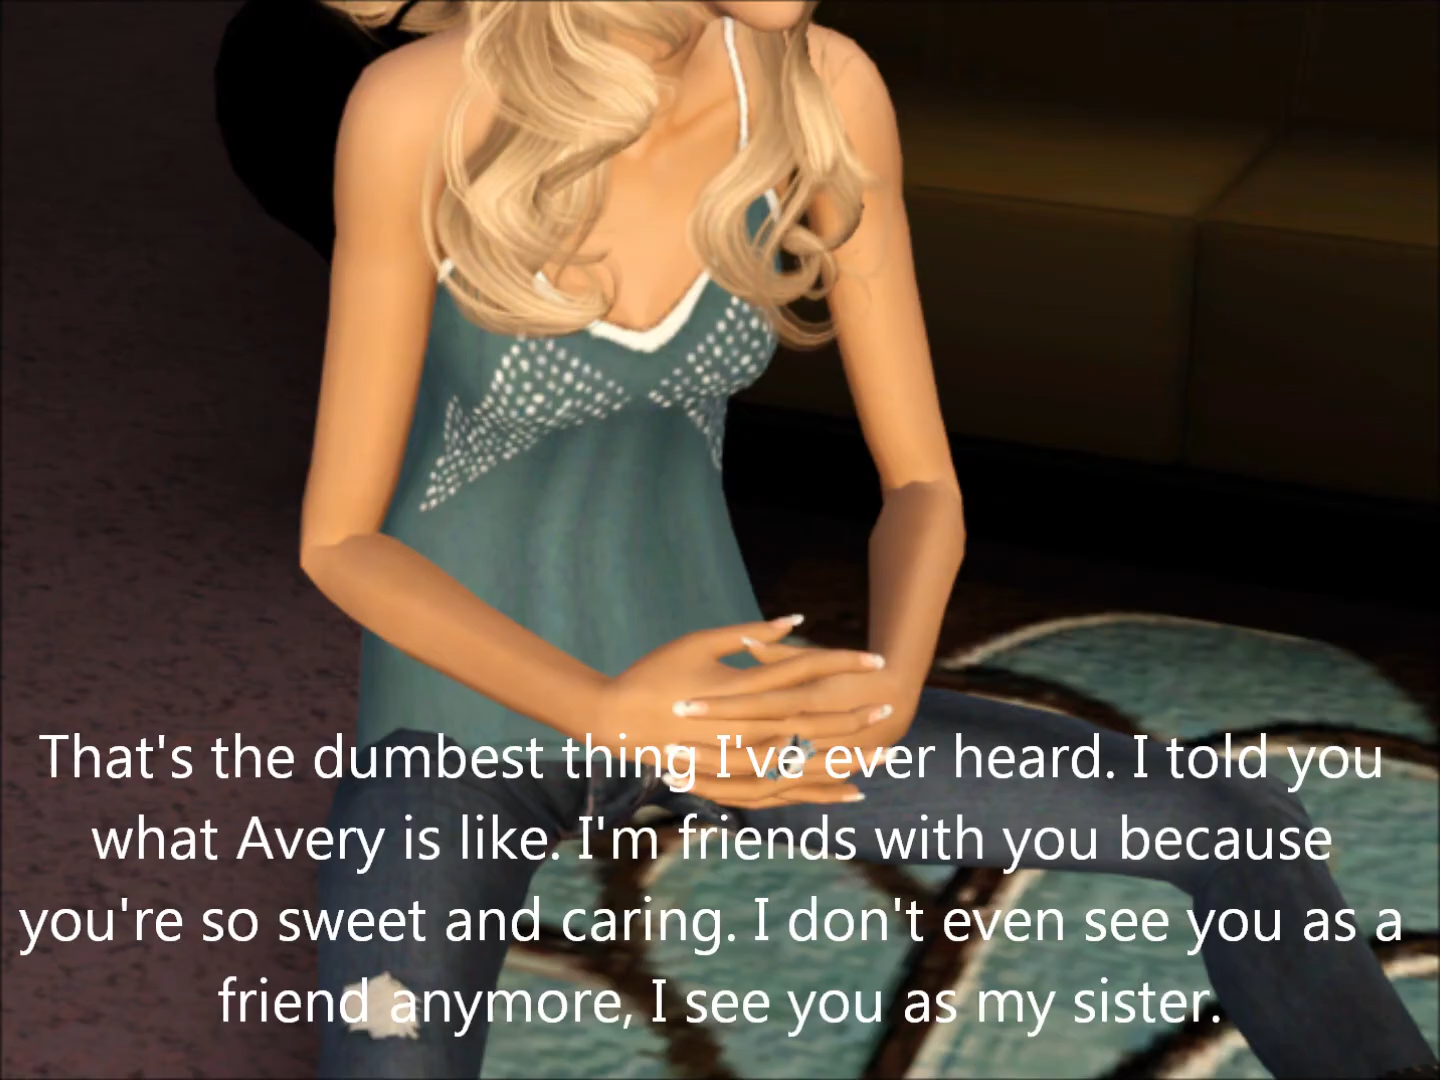 That's the dumbest thing I've ever heard. I told you
what Avery is like. I'm friends with you because
you're so sweet and caring. I don't even see you as a
friend anymore, I see you as my sister.